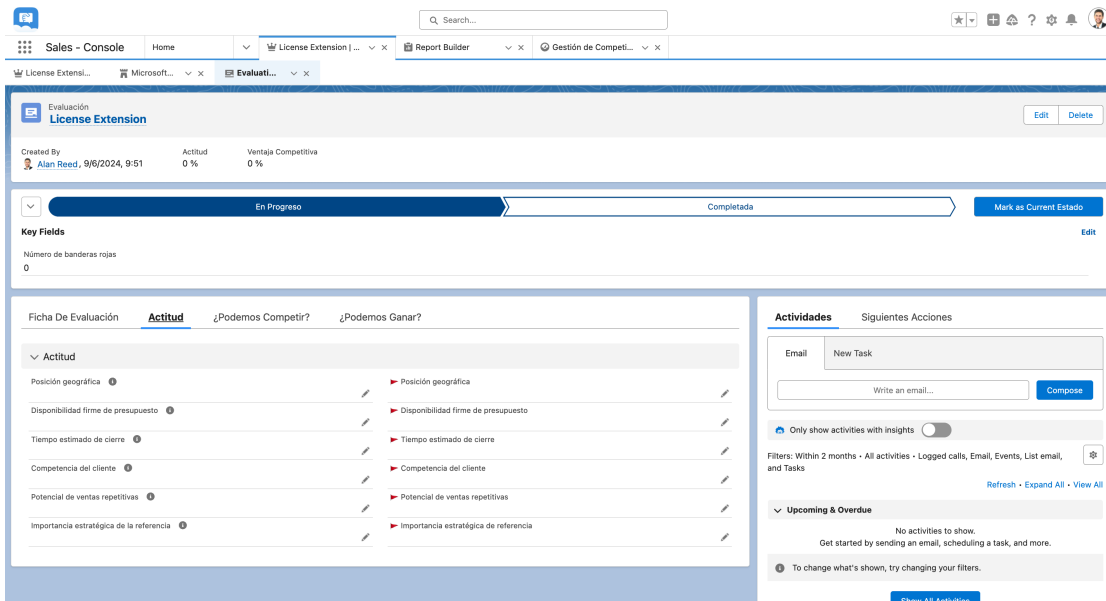 Search...
Sales - Console
Home
License Extension | ...
Report Builder
Gestión de Competi...
License Extensi...
Microsoft...
Evaluati...
Evaluación
License Extension
Edit
Delete
Created By
Actitud
Ventaja Competitiva
Alan Reed, 9/6/2024, 9:51
0 %
0 %
En Progreso
Completada
Mark as Current Estado
Key Fields
Edit
Número de banderas rojas
0
Ficha De Evaluación
Actitud
¿Podemos Competir?
¿Podemos Ganar?
Actitud
Posición geográfica
Posición geográfica
Disponibilidad firme de presupuesto
Disponibilidad firme de presupuesto
Tiempo estimado de cierre
Tiempo estimado de cierre
Competencia del cliente
Competencia del cliente
Potencial de ventas repetitivas
Potencial de ventas repetitivas
Importancia estratégica de la referencia
Importancia estratégica de referencia
Actividades
Siguientes Acciones
Email
New Task
Write an email...
Compose
Only show activities with insights
Filters: Within 2 months • All activities • Logged calls, Email, Events, List email,
and Tasks
Refresh • Expand All • View All
Upcoming & Overdue
No activities to show.
Get started by sending an email, scheduling a task, and more.
To change what's shown, try changing your filters.
Show All Activities